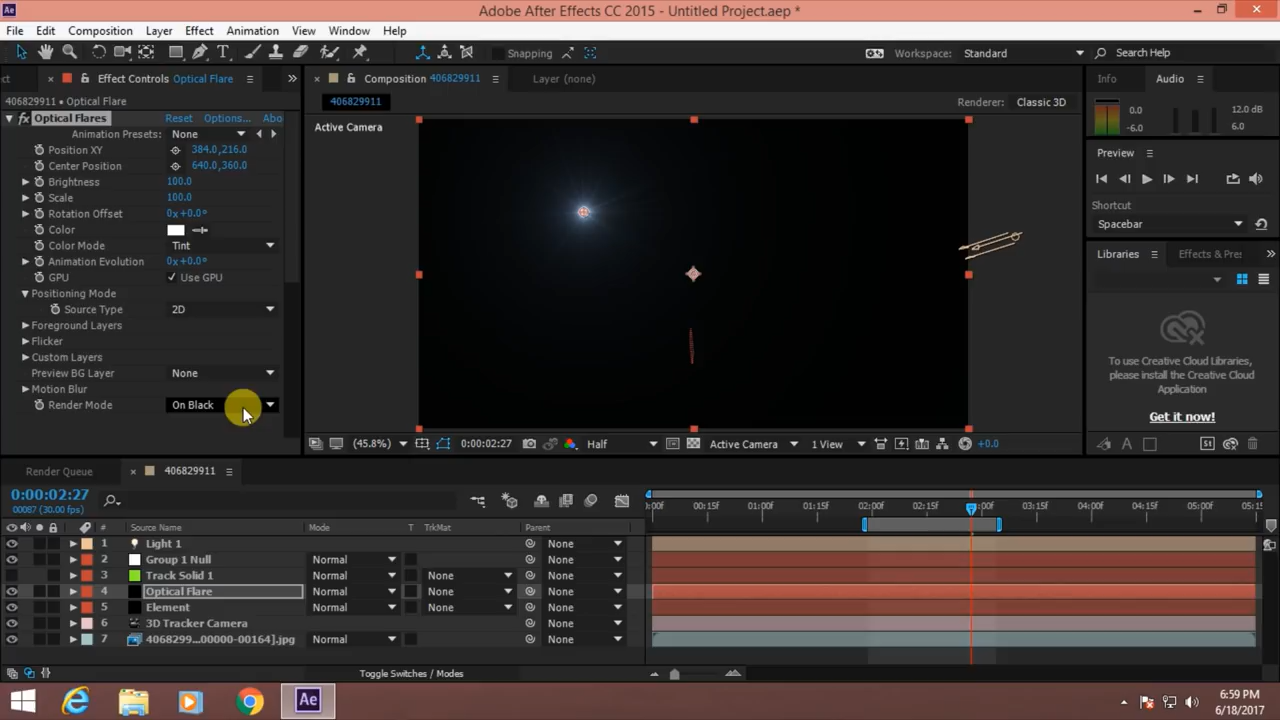 Ae Adobe After Effects CC 2015 - Untitled Project.aep *
File Edit Composition Layer Effect Animation View Window Help
Snapping Workspace: Standard Search Help
ct Effect Controls Optical Flare Composition 406829911 Layer (none) Info Audio
406829911 • Optical Flare 406829911 Renderer: Classic 3D
fx Optical Flares Reset Options... Abo
Active Camera
0.0 12.0 dB
-6.0 6.0
Animation Presets: None
Position XY 384.0,216.0
Center Position 640.0,360.0
Brightness 100.0
Scale 100.0
Rotation Offset 0x+0.0°
Color
Color Mode Tint
Animation Evolution 0x+0.0°
GPU Use GPU
Positioning Mode
Source Type 2D
Foreground Layers
Flicker
Custom Layers
Preview BG Layer None
Motion Blur
Render Mode On Black
Preview
Shortcut
Spacebar
Libraries Effects & Pres
To use Creative Cloud Libraries,
please install the Creative Cloud
Application
Get it now!
(45.8%) 0:00:02:27 Half Active Camera 1 View +0.0
St
Render Queue 406829911
0:00:02:27
00087 (30.00 fps)
:00f 00:15f 01:00f 01:15f 02:00f 02:15f 03:00f 03:15f 04:00f 04:15f 05:00f 05:15
# Source Name Mode T TrkMat Parent
1 Light 1 None
2 Group 1 Null Normal None
3 Track Solid 1 Normal None None
4 Optical Flare Normal None None
5 Element Normal None None
6 3D Tracker Camera None
7 4068299...00000-00164].jpg Normal None None
Toggle Switches / Modes
Ae
6:59 PM
6/18/2017